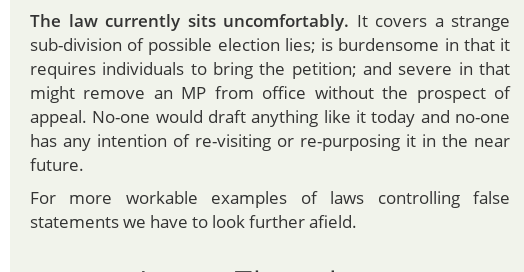 The law currently sits uncomfortably. It covers a strange
sub-division of possible election lies; is burdensome in that it
requires individuals to bring the petition; and severe in that
might remove an MP from office without the prospect of
appeal. No-one would draft anything like it today and no-one
has any intention of re-visiting or re-purposing it in the near
future.
For more workable examples of laws controlling false
statements we have to look further afield.